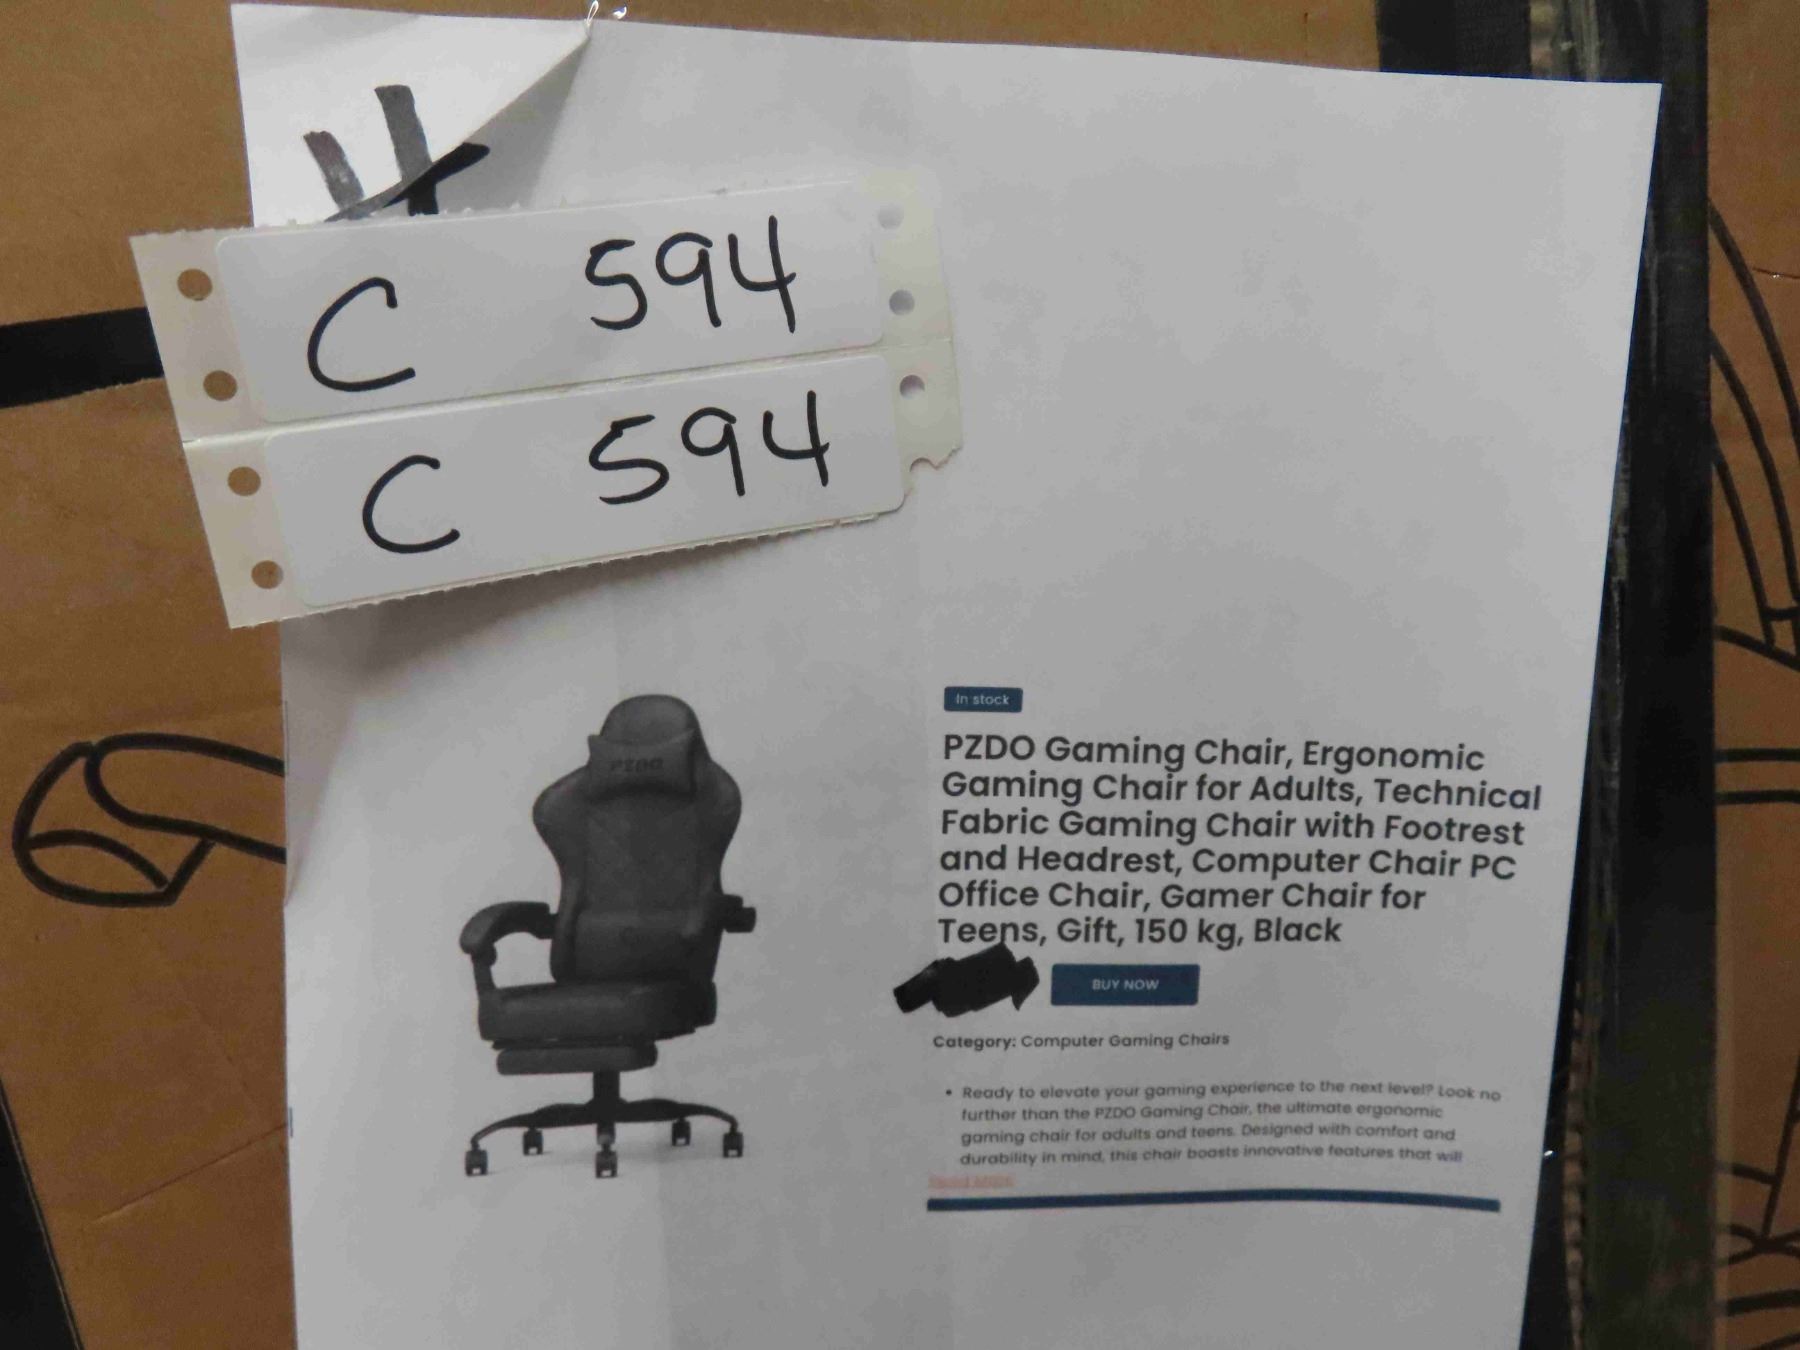 C 594
C 594
PZDO
In stock
PZDO Gaming Chair, Ergonomic
Gaming Chair for Adults, Technical
Fabric Gaming Chair with Footrest
and Headrest, Computer Chair PC
Office Chair, Gamer Chair for
Teens, Gift, 150 kg, Black
BUY NOW
Category: Computer Gaming Chairs
• Ready to elevate your gaming experience to the next level? Look no
further than the PZDO Gaming Chair, the ultimate ergonomic
gaming chair for adults and teens. Designed with comfort and
durability in mind, this chair boasts innovative features that will
Read More